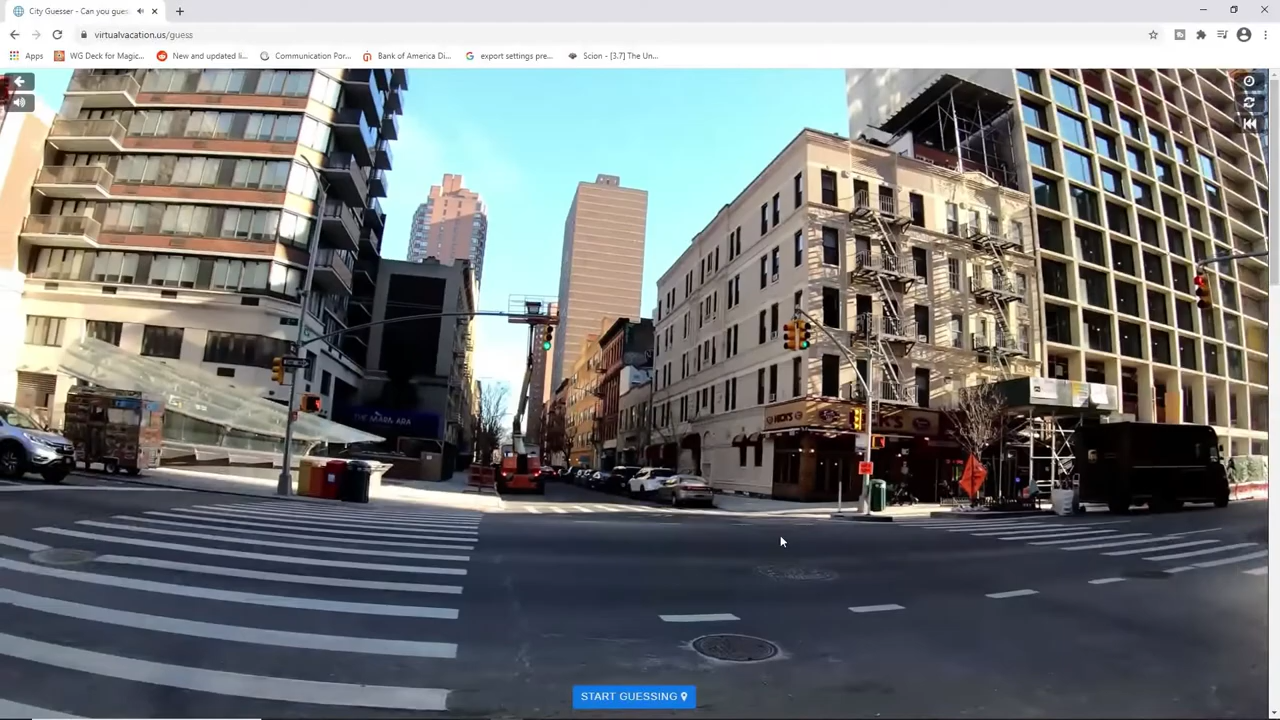 City Guesser - Can you gues
virtualvacation.us/guess
Apps
WG Deck for Magic...
New and updated li...
Communication Por...
Bank of America Di...
export settings pre...
Scion - [3.7] The Un...
THE MARA ARA
NICK'S
START GUESSING